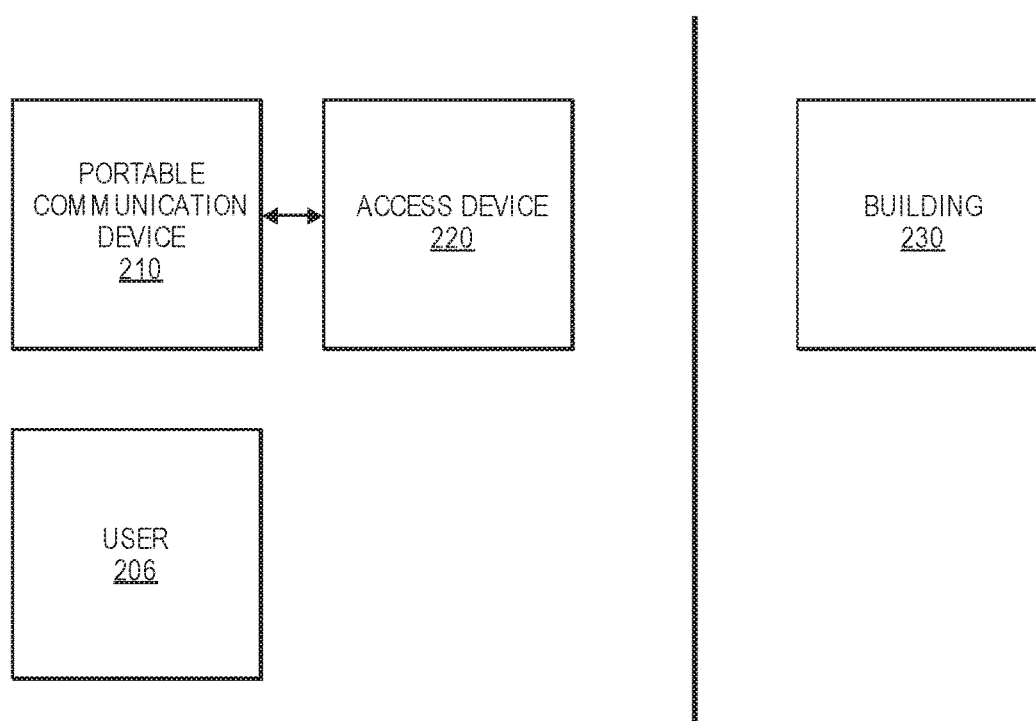 PORTABLE
COMMUNICATION
DEVICE
210
ACCESS DEVICE
220
BUILDING
230
USER
206